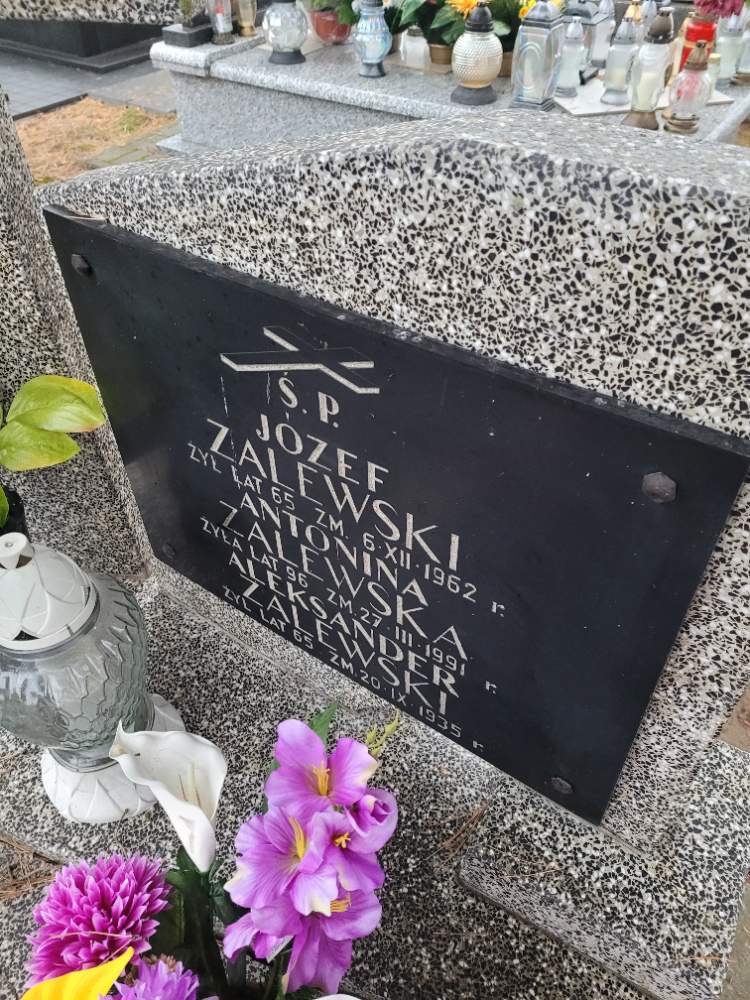 Ś. P.
JÓZEF
ZALEWSKI
ŻYŁ LAT 65 ZM. 6.XII.1962 r.
ANTONINA
ZALEWSKA
ŻYŁA LAT 96 ZM. 27.III.1991 r.
ALEKSANDER
ZALEWSKI
ŻYŁ LAT 65 ZM. 20.IX.1935 r.